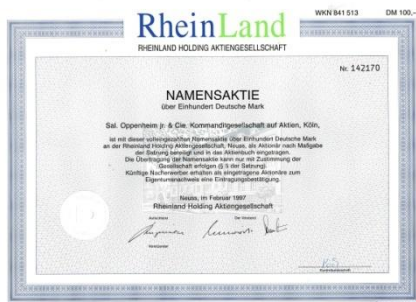 WKN 841 513 DM 100,-
RheinLand
RHEINLAND HOLDING AKTIENGESELLSCHAFT
Nr. 142170
NAMENSAKTIE
über Einhundert Deutsche Mark
Sal. Oppenheim jr. & Cie. Kommanditgesellschaft auf Aktien, Köln,
ist mit dieser volleingezahlten Namensaktie über Einhundert Deutsche Mark
an der Rheinland Holding Aktiengesellschaft, Neuss, als Aktionär nach Maßgabe
der Satzung beteiligt und in das Aktienbuch eingetragen.
Die Übertragung der Namensaktie kann nur mit Zustimmung der
Gesellschaft erfolgen (§ 5 der Satzung).
Künftige Nacherwerber erhalten als eingetragene Aktionäre zum
Eigentumsnachweis eine Eintragungsbestätigung.
Neuss, im Februar 1997
Rheinland Holding Aktiengesellschaft
Aufsichtsrat Der Vorstand
Vorsitzender
Kontrollunterschrift